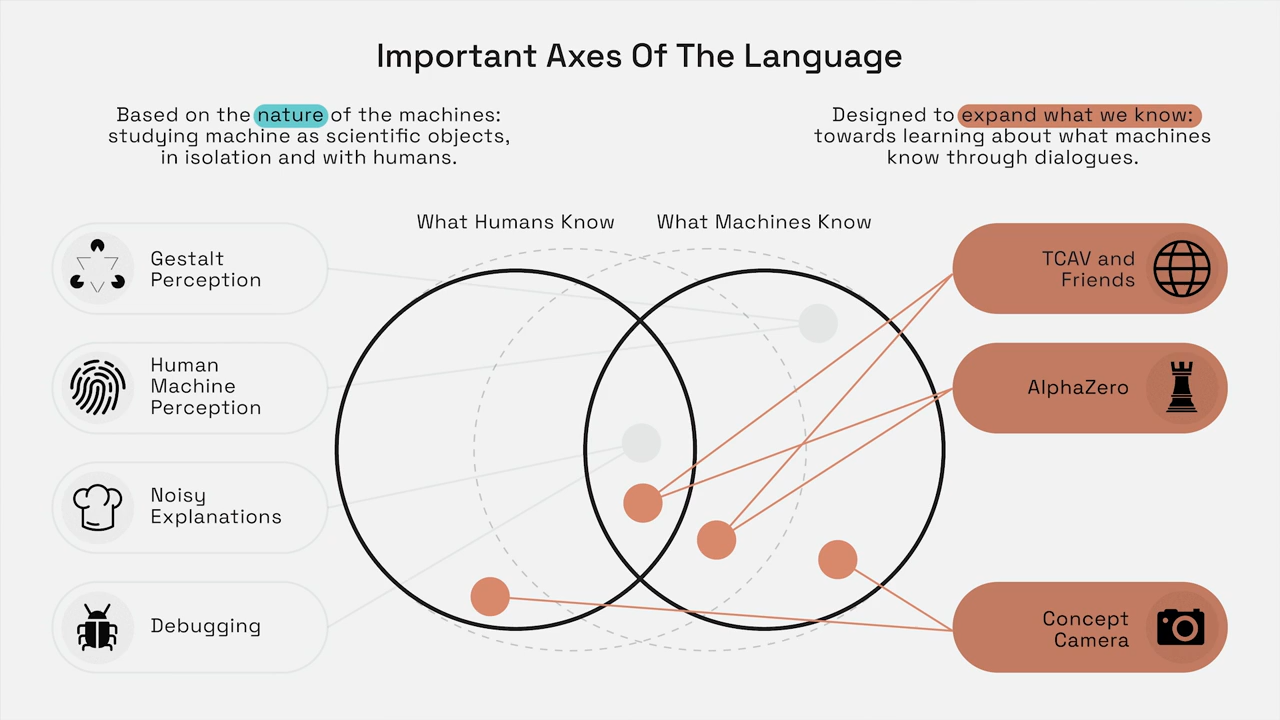 Important Axes Of The Language
Based on the nature of the machines:
studying machine as scientific objects,
in isolation and with humans.
Designed to expand what we know:
towards learning about what machines
know through dialogues.
What Humans Know
What Machines Know
Gestalt
Perception
Human
Machine
Perception
Noisy
Explanations
Debugging
TCAV and
Friends
AlphaZero
Concept
Camera